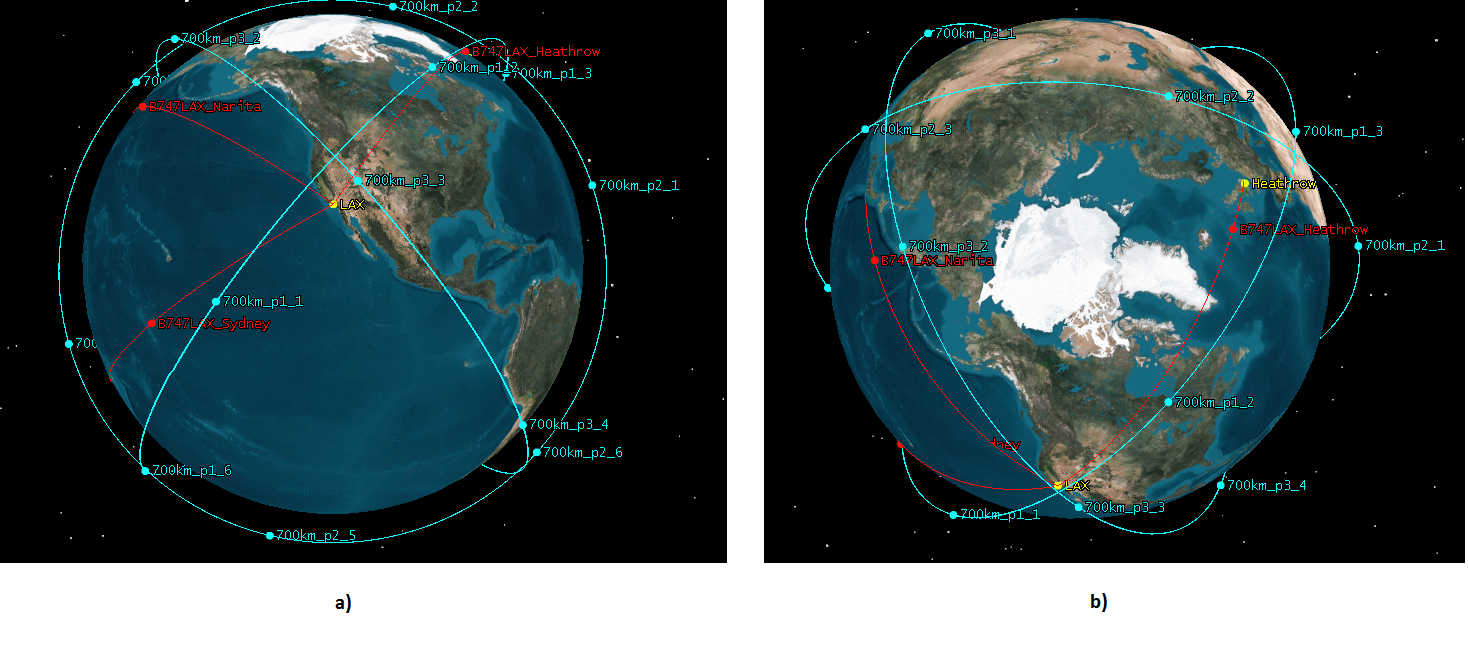 700km_p2_2
700km_p3_2
B747LAX_Heathrow
700km_p1_2
700km_p1_3
700
B747LAX_Narita
700km_p3_3
700km_p2_1
LAX
700km_p1_1
B747LAX_Sydney
700
700km_p3_4
700km_p2_6
700km_p1_6
700km_p2_5
a)
700km_p3_1
700km_p2_2
700km_p2_3
700km_p1_3
Heathrow
B747LAX_Heathrow
700km_p3_2
700km_p2_1
B747LAX_Narita
700km_p1_2
dney
LAX
700km_p3_4
700km_p3_3
700km_p1_1
b)